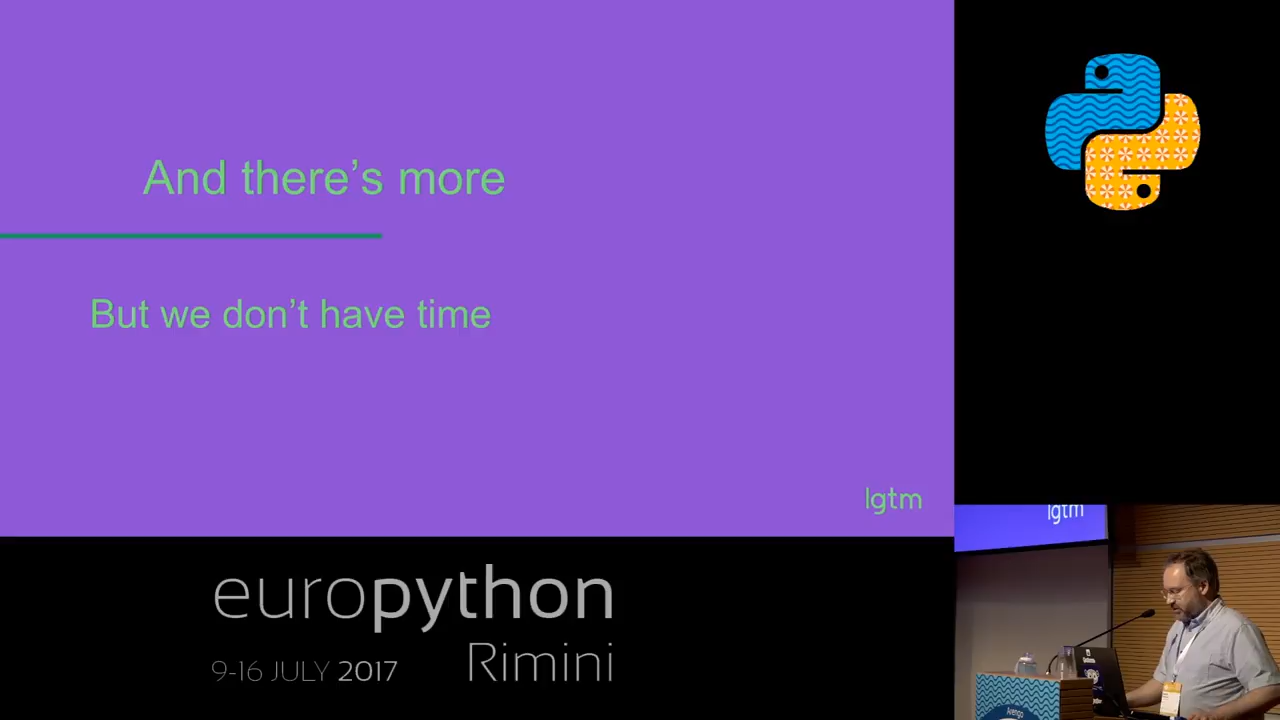 And there's more
But we don't have time
lgtm
europython
9-16 JULY 2017
Rimini
lgtm